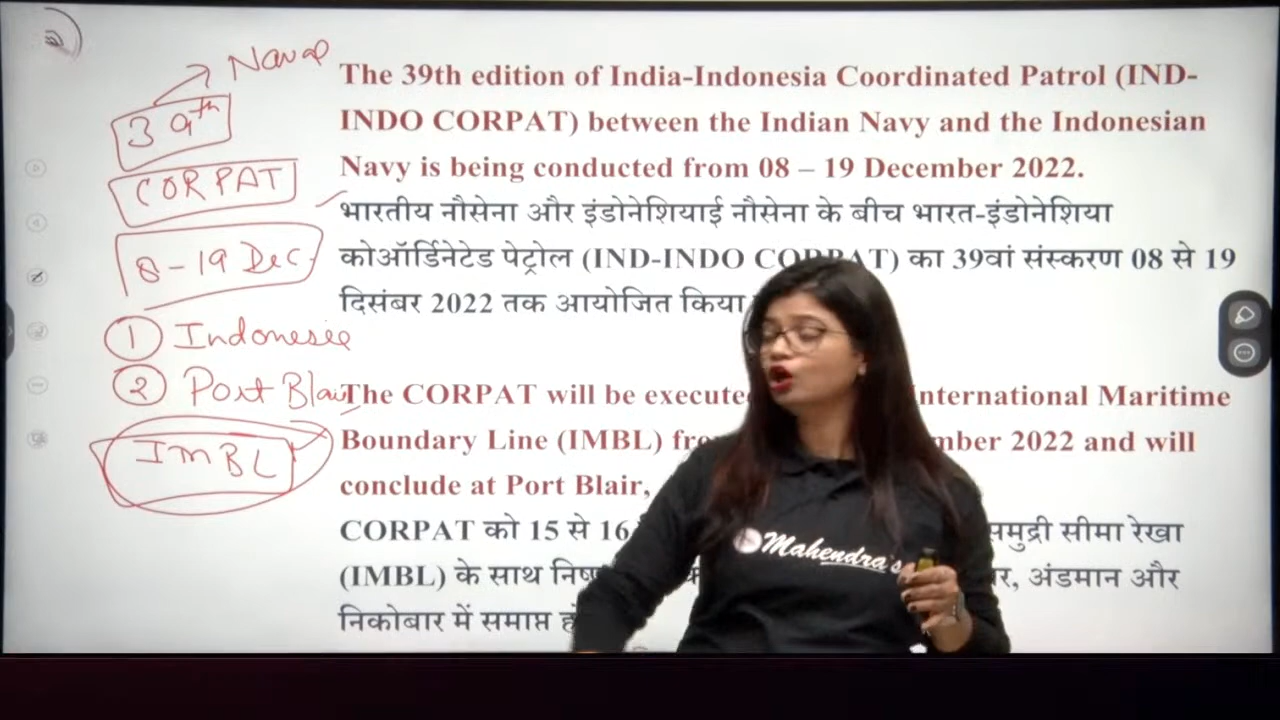 Naval
39th
CORPAT
8-19 Dec.
1 Indonesia
2 Port Blair
IMBL
The 39th edition of India-Indonesia Coordinated Patrol (IND-
INDO CORPAT) between the Indian Navy and the Indonesian
Navy is being conducted from 08 – 19 December 2022.
भारतीय नौसेना और इंडोनेशियाई नौसेना के बीच भारत-इंडोनेशिया
कोऑर्डिनेटेड पेट्रोल (IND-INDO CORPAT) का 39वां संस्करण 08 से 19
दिसंबर 2022 तक आयोजित किया
The CORPAT will be executed International Maritime
Boundary Line (IMBL) 2022 and will
conclude at Port Blair,
CORPAT को 15 से 16 समुद्री सीमा रेखा
(IMBL) के साथ अंडमान और
निकोबार में समाप्त
Mahendra's